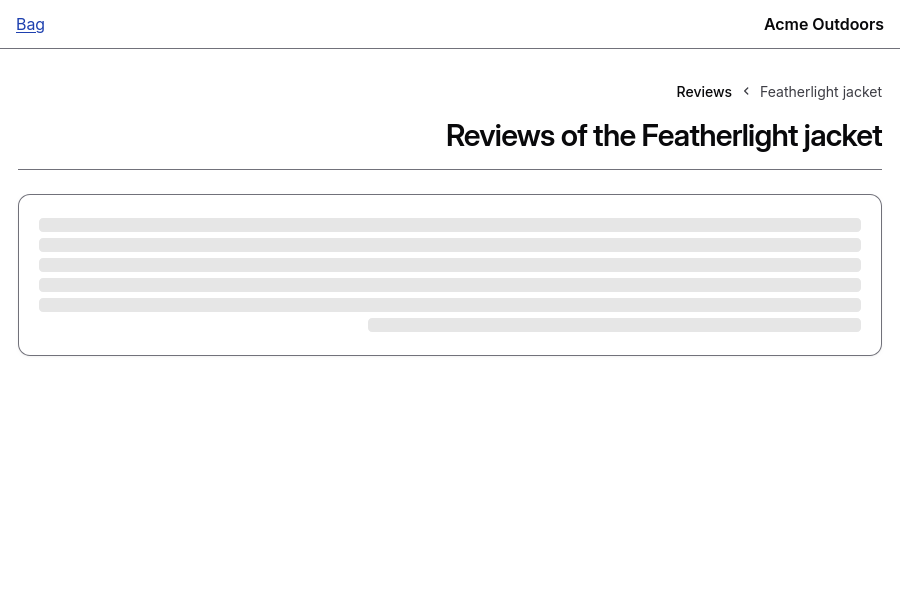 Acme Outdoors
Bag
Featherlight jacket
Reviews
Reviews of the Featherlight jacket